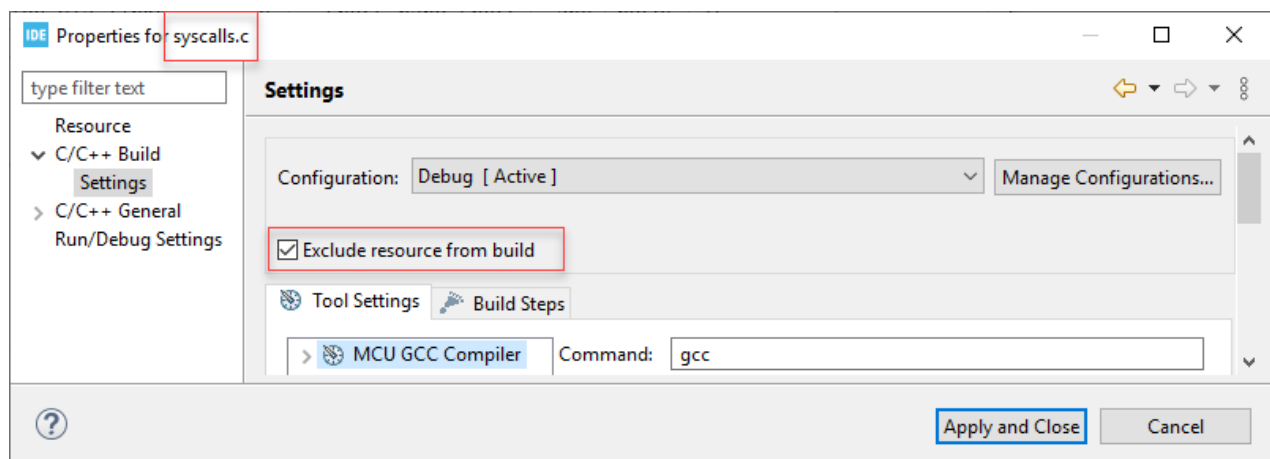 IDE Properties for syscalls.c
type filter text
Resource
C/C++ Build
Settings
C/C++ General
Run/Debug Settings
Settings
Configuration: Debug [ Active ] Manage Configurations...
Exclude resource from build
Tool Settings Build Steps
MCU GCC Compiler Command: gcc
? Apply and Close Cancel